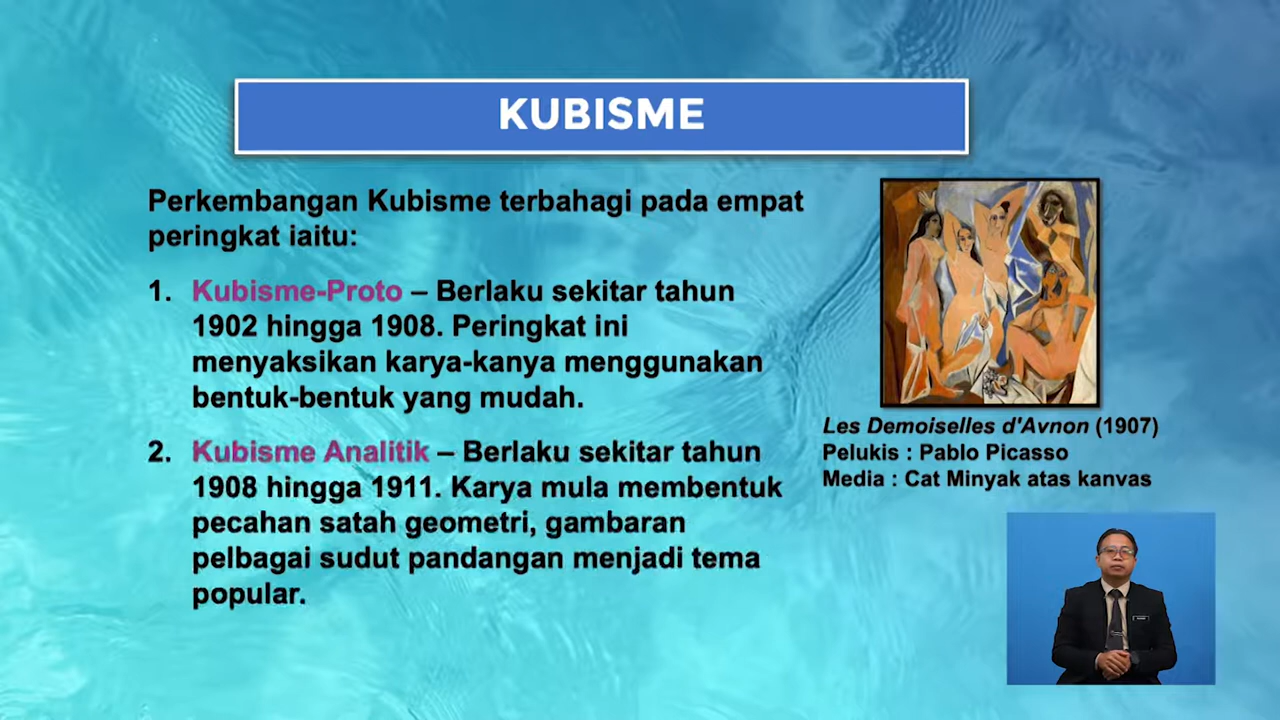 KUBISME
Perkembangan Kubisme terbahagi pada empat
peringkat iaitu:
1. Kubisme-Proto – Berlaku sekitar tahun
1902 hingga 1908. Peringkat ini
menyaksikan karya-kanya menggunakan
bentuk-bentuk yang mudah.
2. Kubisme Analitik – Berlaku sekitar tahun
1908 hingga 1911. Karya mula membentuk
pecahan satah geometri, gambaran
pelbagai sudut pandangan menjadi tema
popular.
Les Demoiselles d'Avnon (1907)
Pelukis : Pablo Picasso
Media : Cat Minyak atas kanvas